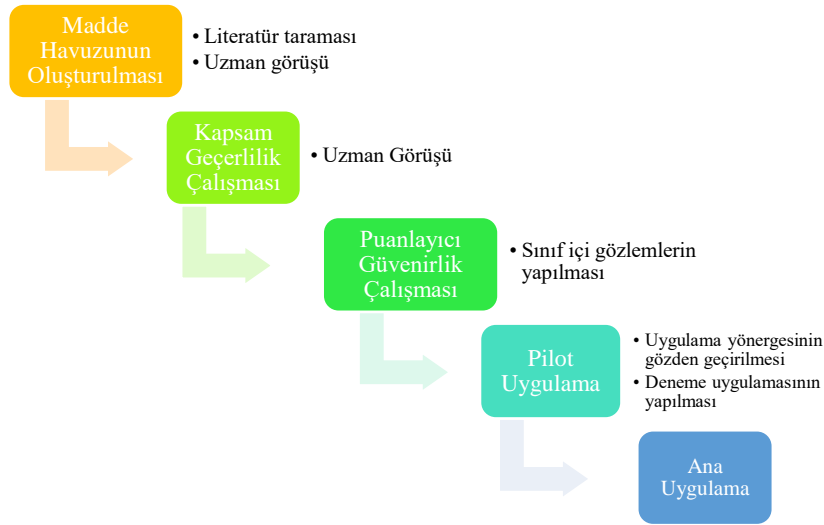 Madde
Havuzunun
Oluşturulması
• Literatür taraması
• Uzman görüşü
Kapsam
Geçerlilik
Çalışması
• Uzman Görüşü
Puanlayıcı
Güvenirlik
Çalışması
• Sınıf içi gözlemlerin
yapılması
Pilot
Uygulama
• Uygulama yönergesinin
gözden geçirilmesi
• Deneme uygulamasının
yapılması
Ana
Uygulama